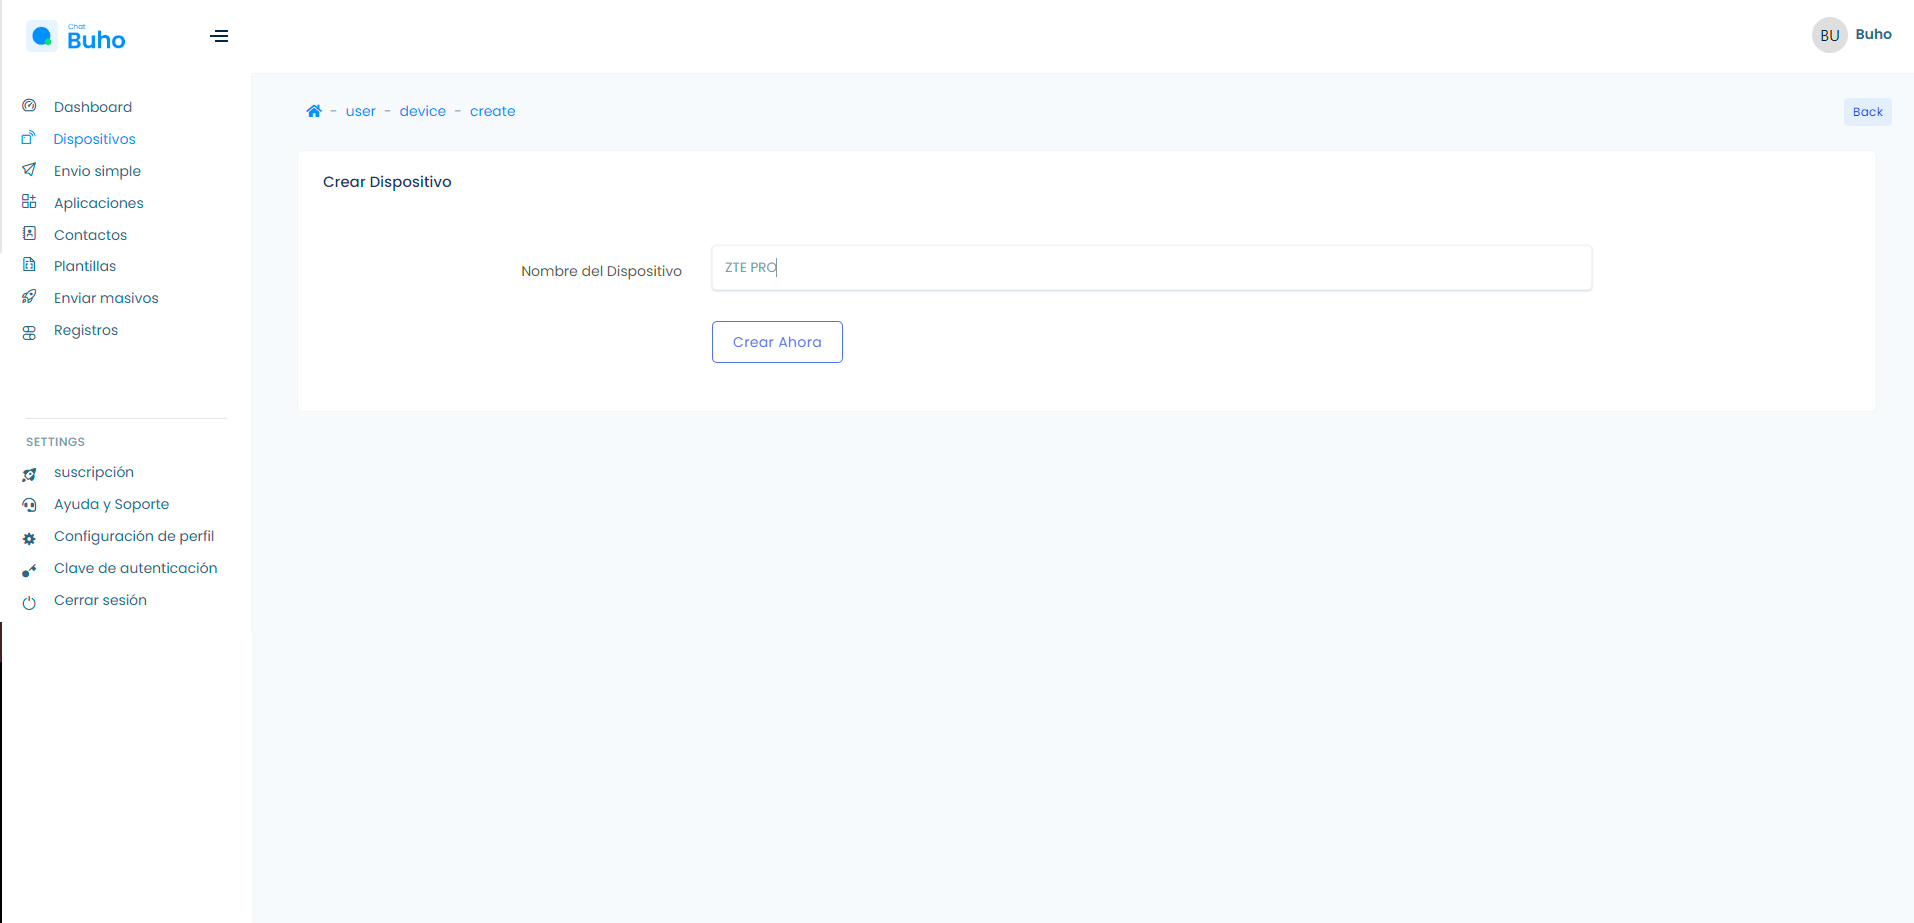 Chat
Buho
BU Buho
Dashboard
Dispositivos
Envio simple
Aplicaciones
Contactos
Plantillas
Enviar masivos
Registros
SETTINGS
suscripción
Ayuda y Soporte
Configuración de perfil
Clave de autenticación
Cerrar sesión
- user - device - create
Back
Crear Dispositivo
Nombre del Dispositivo
ZTE PRO
Crear Ahora